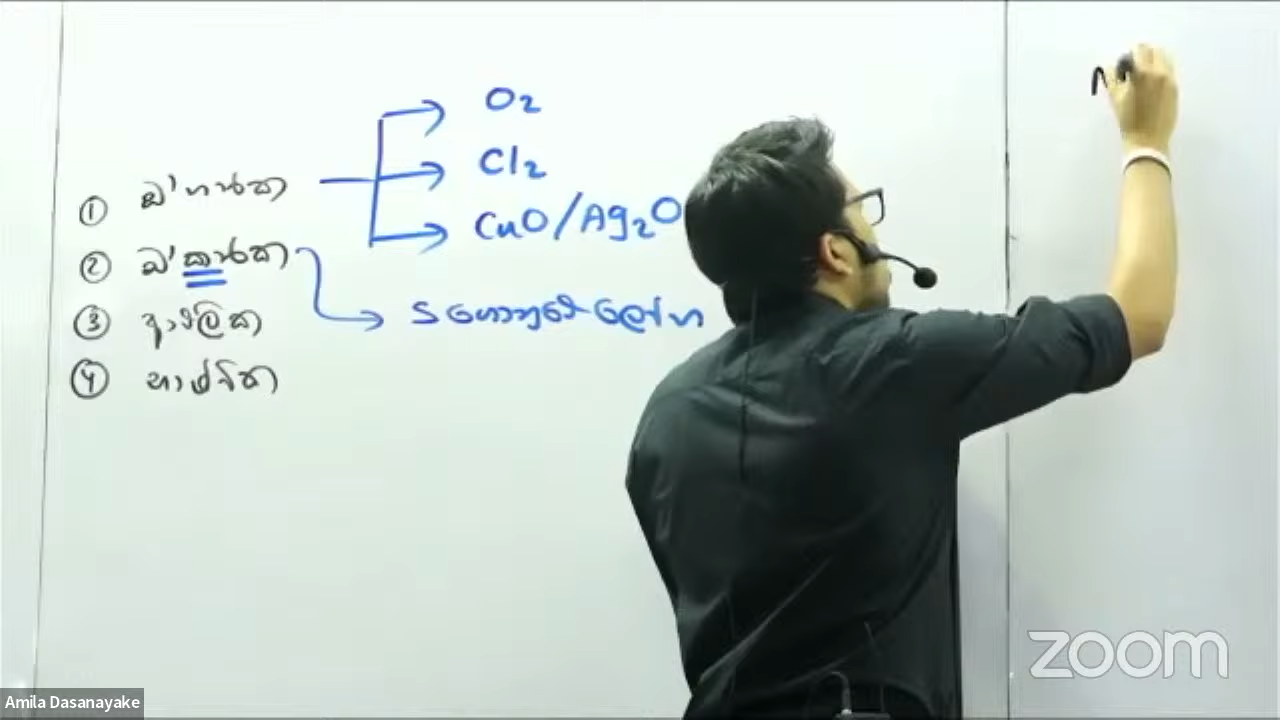 O₂
Cl₂
① ඔ'හාරක
CuO/Ag₂O
② ඔ'කාරක
③ ආම්ලික
S ගොනුවේ ලෝහ
④ භාෂ්මික
zoom
Amila Dasanayake